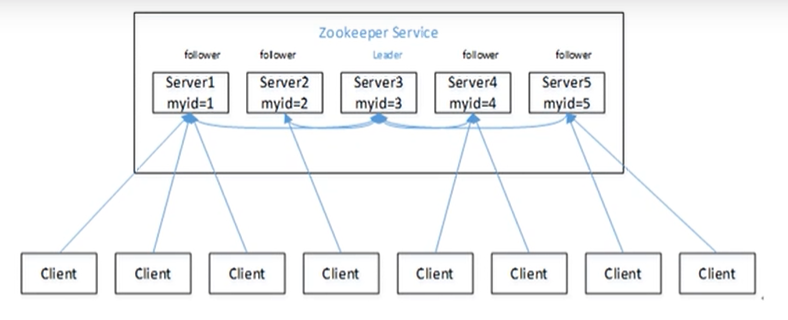 Zookeeper Service
follower follower Leader follower follower
Server1 Server2 Server3 Server4 Server5
myid=1 myid=2 myid=3 myid=4 myid=5
Client Client Client Client Client Client Client Client